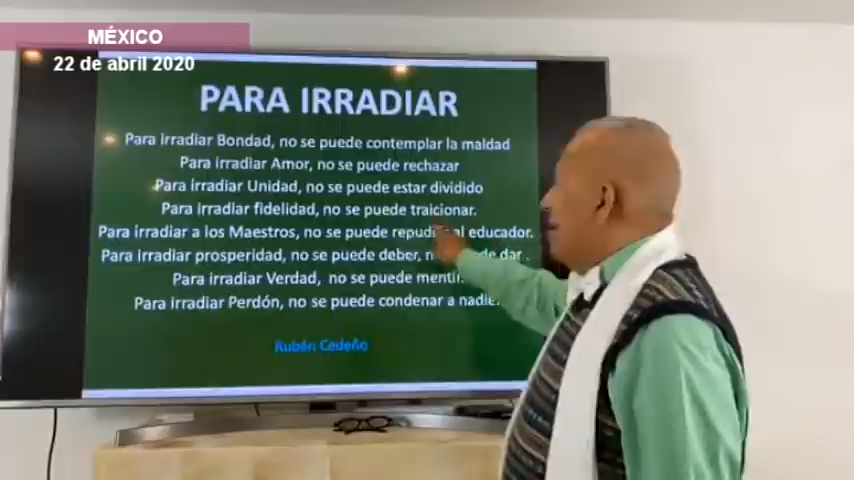 MÉXICO
22 de abril 2020
PARA IRRADIAR
Para irradiar Bondad, no se puede contemplar la maldad
Para irradiar Amor, no se puede rechazar
Para irradiar Unidad, no se puede estar dividido
Para irradiar fidelidad, no se puede traicionar.
Para irradiar a los Maestros, no se puede al educador.
Para irradiar prosperidad, no se puede deber, dar .
Para irradiar Verdad, no se puede
Para irradiar Perdón, no se puede condenar a
Rubén Cedeño